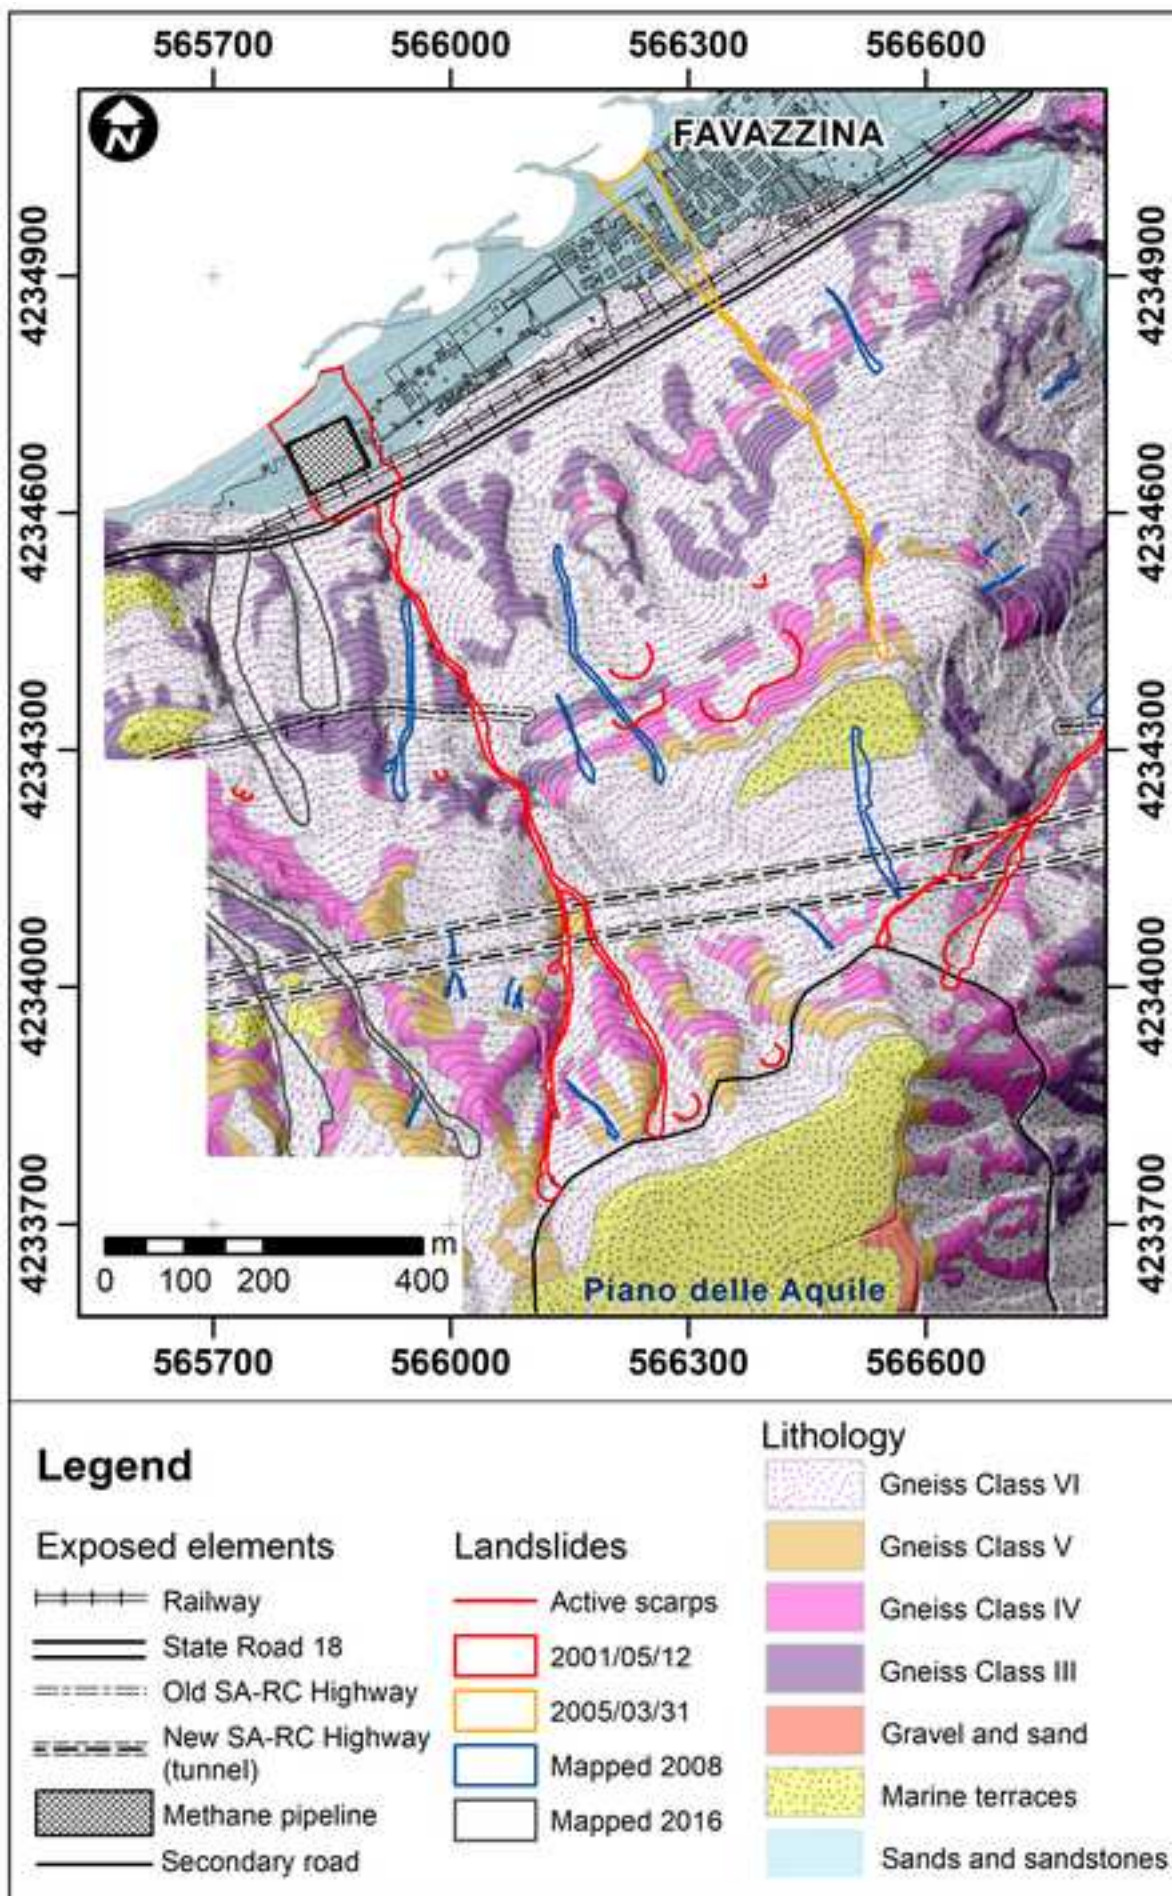 565700 566000 566300 566600
N
FAVAZZINA
4234900 4234900
4234600 4234600
4234300 4234300
4234000 4234000
4233700 4233700
m
0 100 200 400
Piano delle Aquile
565700 566000 566300 566600
Legend
Exposed elements
Railway
State Road 18
Old SA-RC Highway
New SA-RC Highway
(tunnel)
Methane pipeline
Secondary road
Landslides
Active scarps
2001/05/12
2005/03/31
Mapped 2008
Mapped 2016
Lithology
Gneiss Class VI
Gneiss Class V
Gneiss Class IV
Gneiss Class III
Gravel and sand
Marine terraces
Sands and sandstones